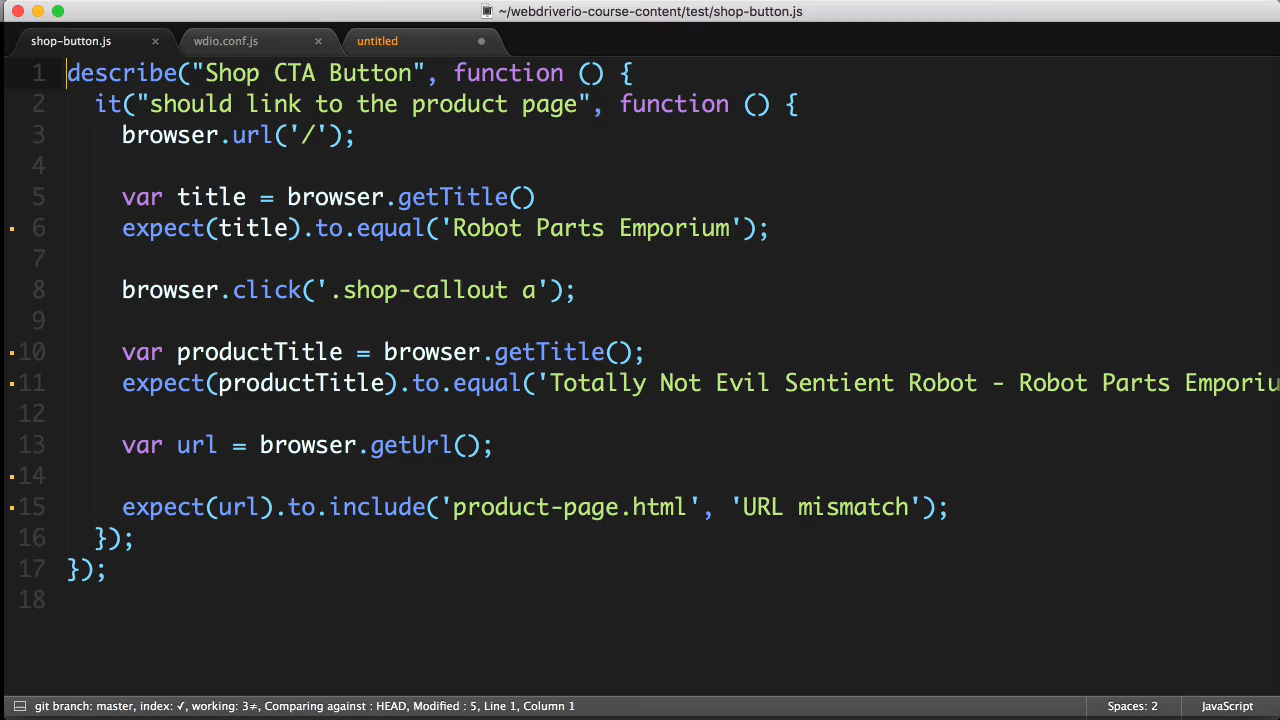 ~/webdriverio-course-content/test/shop-button.js
shop-button.js × wdio.conf.js × untitled
1 describe("Shop CTA Button", function () {
2 it("should link to the product page", function () {
3 browser.url('/');
4
5 var title = browser.getTitle()
6 expect(title).to.equal('Robot Parts Emporium');
7
8 browser.click('.shop-callout a');
9
10 var productTitle = browser.getTitle();
11 expect(productTitle).to.equal('Totally Not Evil Sentient Robot - Robot Parts Emporiu
12
13 var url = browser.getUrl();
14
15 expect(url).to.include('product-page.html', 'URL mismatch');
16 });
17 });
18
git branch: master, index: ✓, working: 3≠, Comparing against : HEAD, Modified : 5, Line 1, Column 1 Spaces: 2 JavaScript